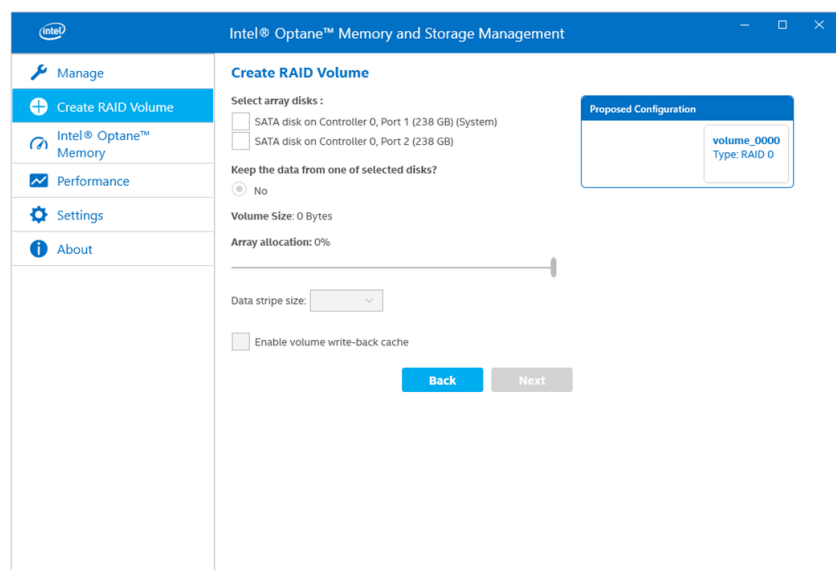 intel
Intel® Optane™ Memory and Storage Management
Manage
Create RAID Volume
Intel® Optane™
Memory
Performance
Settings
About
Create RAID Volume
Select array disks :
SATA disk on Controller 0, Port 1 (238 GB) (System)
SATA disk on Controller 0, Port 2 (238 GB)
Keep the data from one of selected disks?
No
Volume Size: 0 Bytes
Array allocation: 0%
Data stripe size:
Enable volume write-back cache
Back
Next
Proposed Configuration
volume_0000
Type: RAID 0